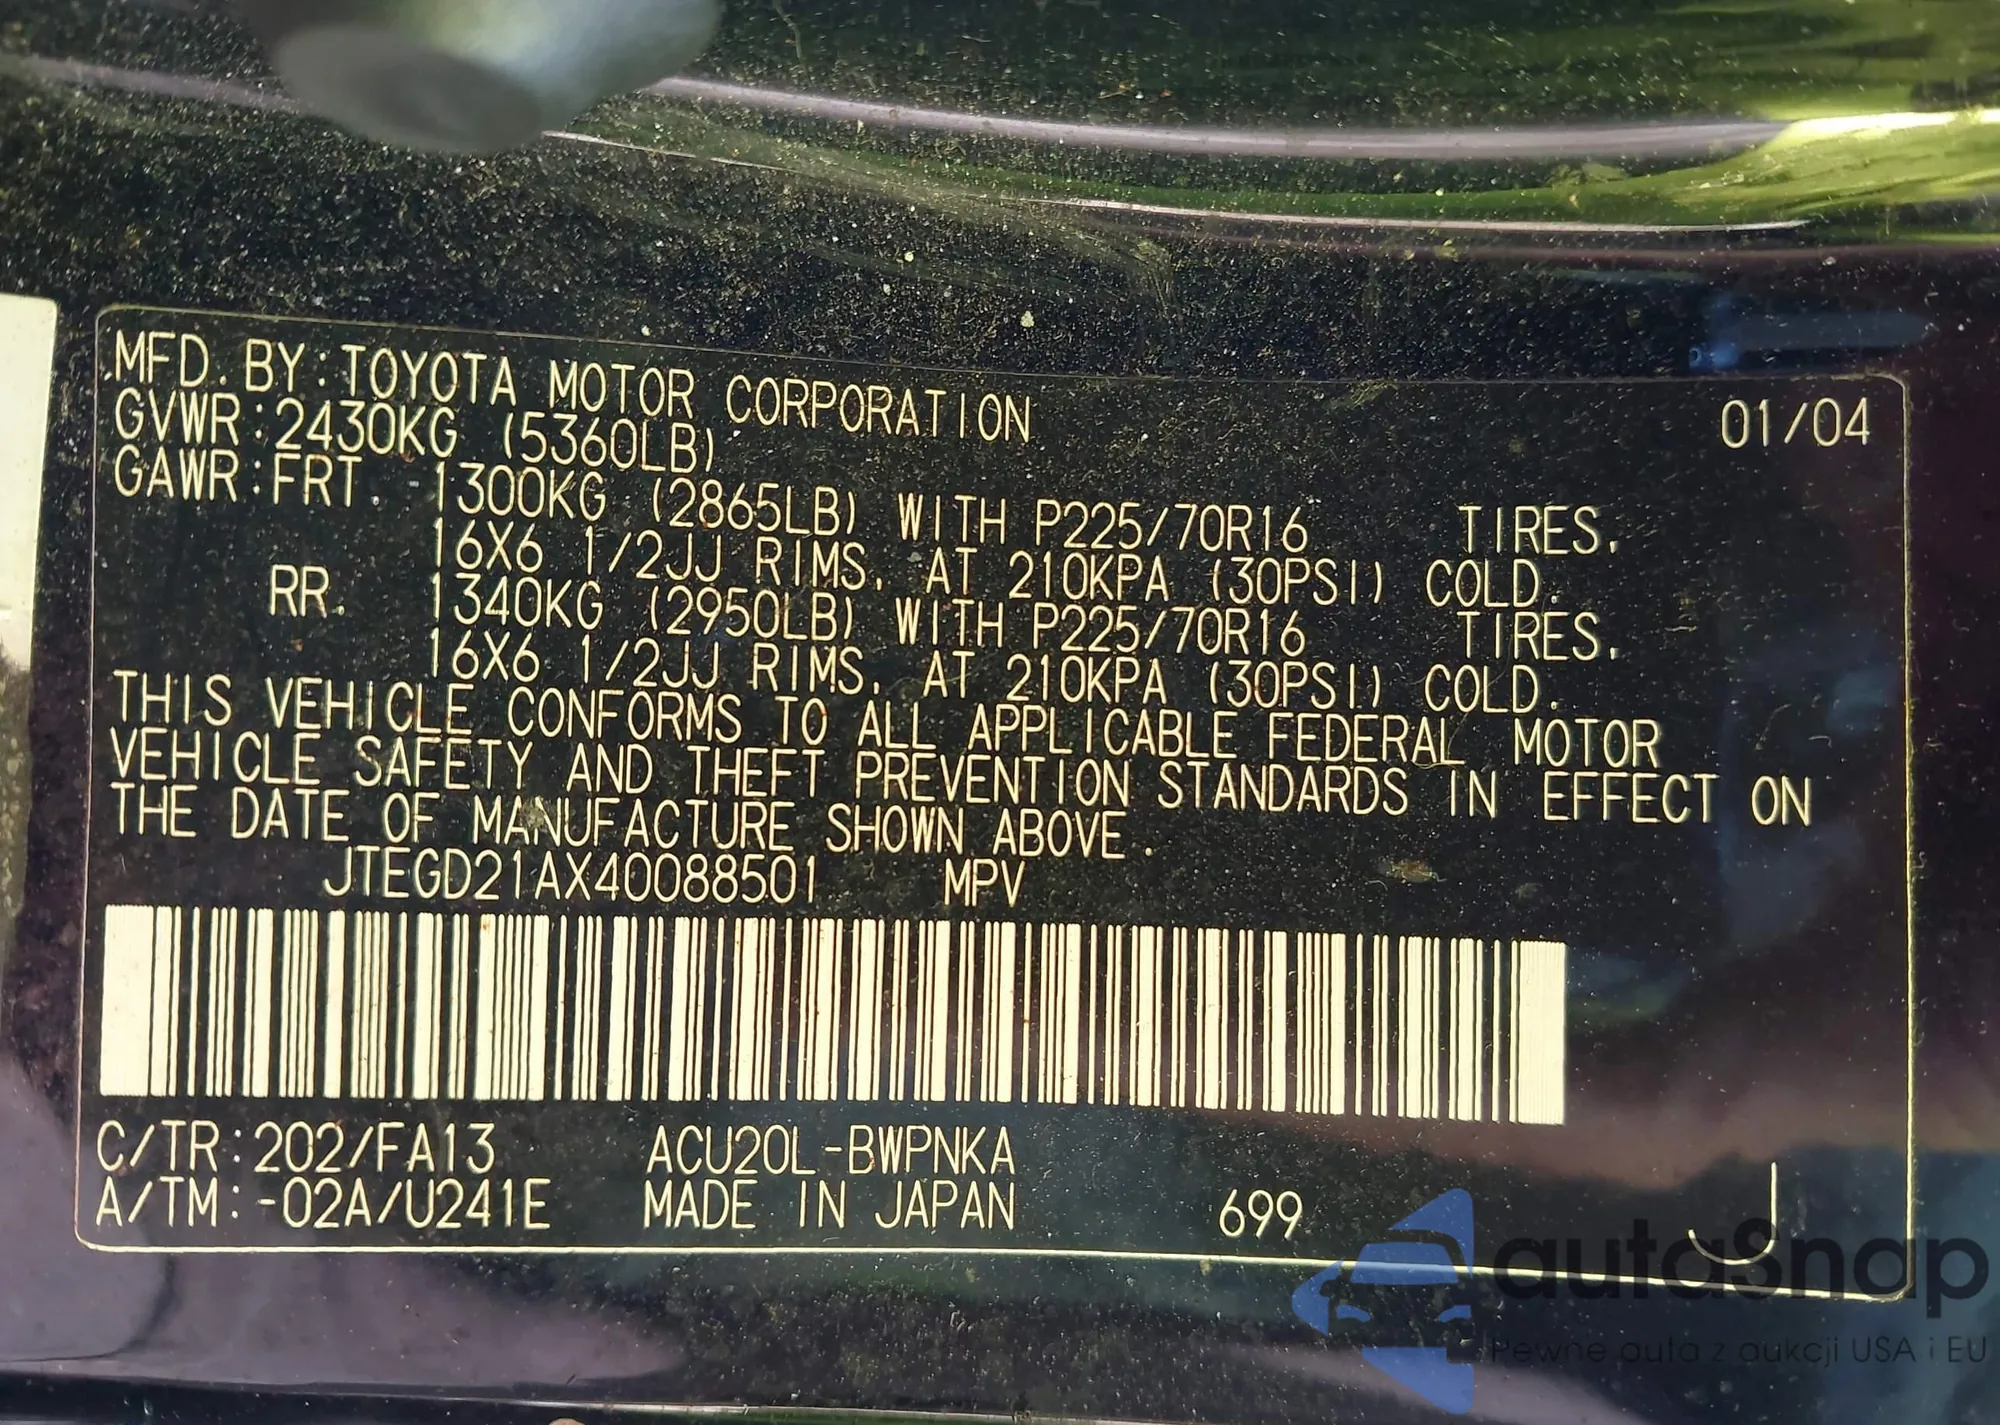 MFD. BY: TOYOTA MOTOR CORPORATION 01/04
GVWR: 2430KG (5360LB)
GAWR: FRT. 1300KG (2865LB) WITH P225/70R16 TIRES,
16X6 1/2JJ RIMS, AT 210KPA (30PSI) COLD.
RR. 1340KG (2950LB) WITH P225/70R16 TIRES,
16X6 1/2JJ RIMS, AT 210KPA (30PSI) COLD.
THIS VEHICLE CONFORMS TO ALL APPLICABLE FEDERAL MOTOR
VEHICLE SAFETY AND THEFT PREVENTION STANDARDS IN EFFECT ON
THE DATE OF MANUFACTURE SHOWN ABOVE.
JTEGD21AX40088501 MPV
C/TR: 202/FA13 ACU20L-BWPNKA
A/TM: -02A/U241E MADE IN JAPAN 699 J
autoSnap
Pewne auta z aukcji USA i EU